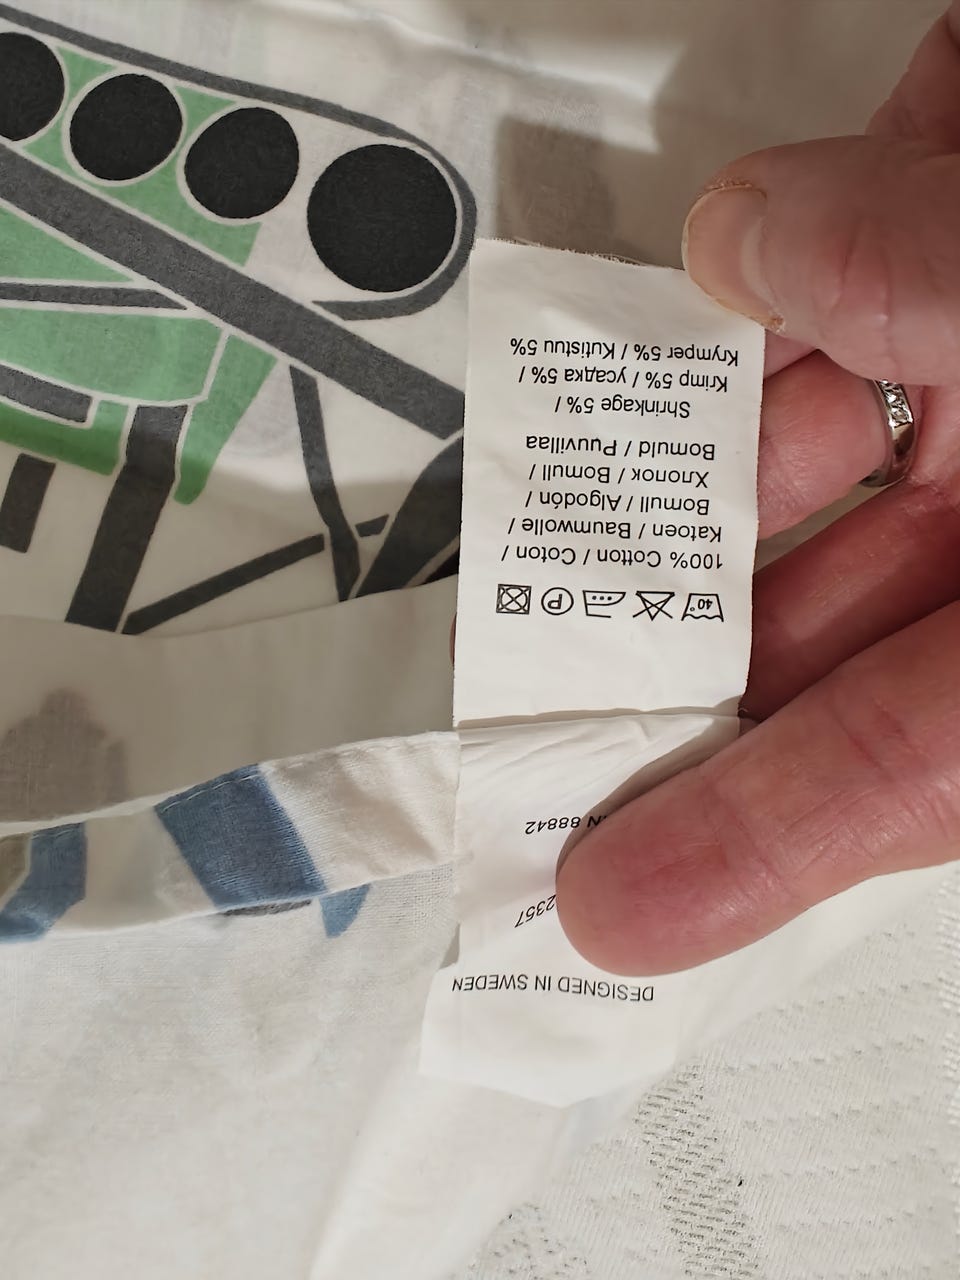 DESIGNED IN SWEDEN
2357
N 88842
40°
P
100% Cotton / Coton /
Katoen / Baumwolle /
Bomull / Algodón /
Хлопок / Bomull /
Bomuld / Puuvillaa
Shrinkage 5% /
Krimp 5% / усадка 5% /
Krymper 5% / Kutistuu 5%